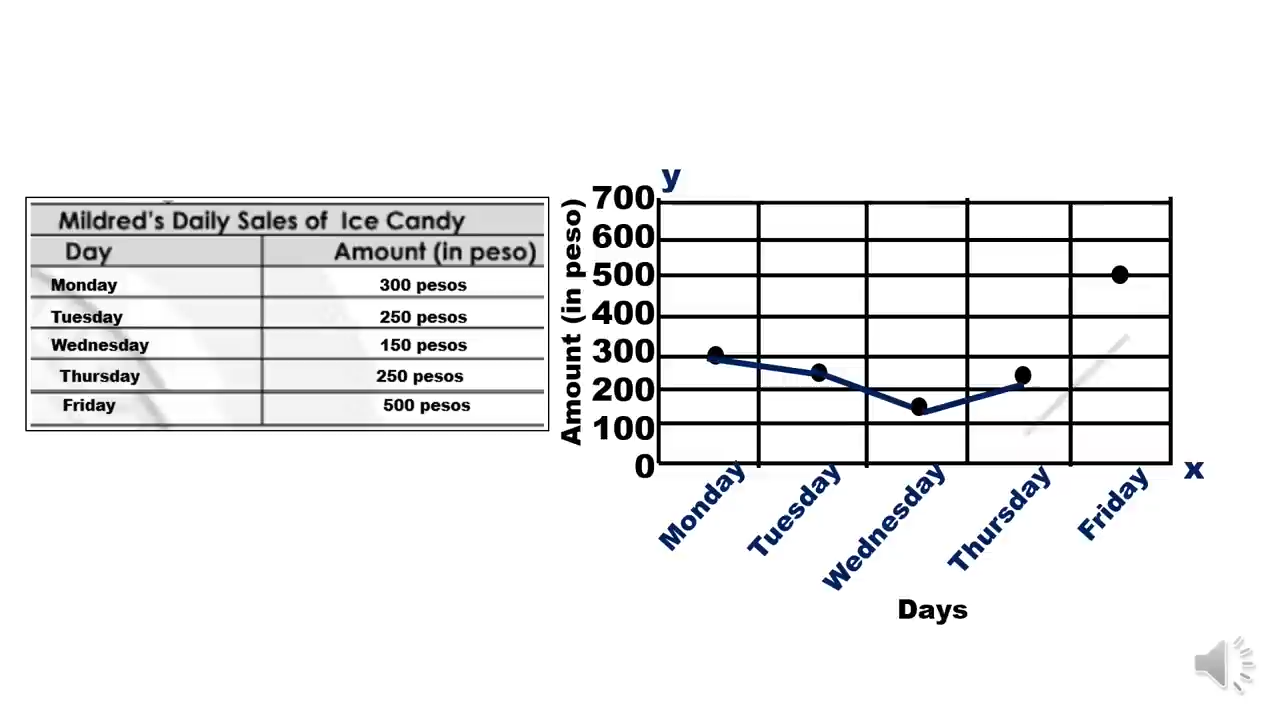 Mildred's Daily Sales of Ice Candy
Day Amount (in peso)
Monday 300 pesos
Tuesday 250 pesos
Wednesday 150 pesos
Thursday 250 pesos
Friday 500 pesos
y
Amount (in peso)
700
600
500
400
300
200
100
0
x
Monday
Tuesday
Wednesday
Thursday
Friday
Days